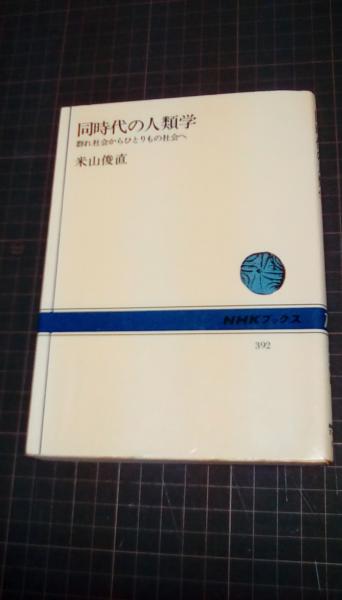 同時代の人類学
群れ社会からひとりもの社会へ
米山俊直
NHKブックス
392